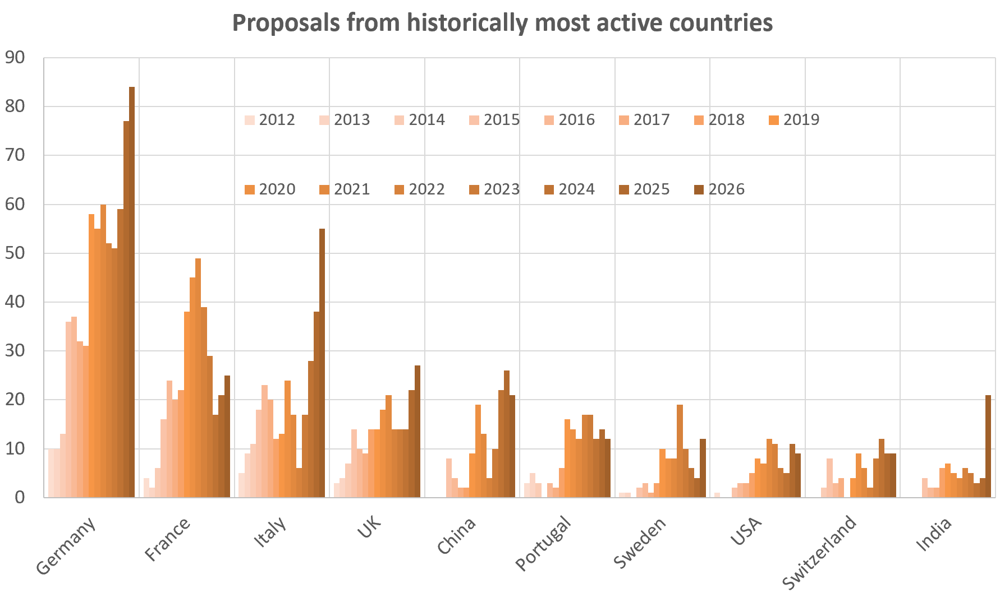 Proposals from historically most active countries
90
80
2012 2013 2014 2015 2016 2017 2018 2019
70
2020 2021 2022 2023 2024 2025 2026
60
50
40
30
20
10
0
Germany France Italy UK China Portugal Sweden USA Switzerland India